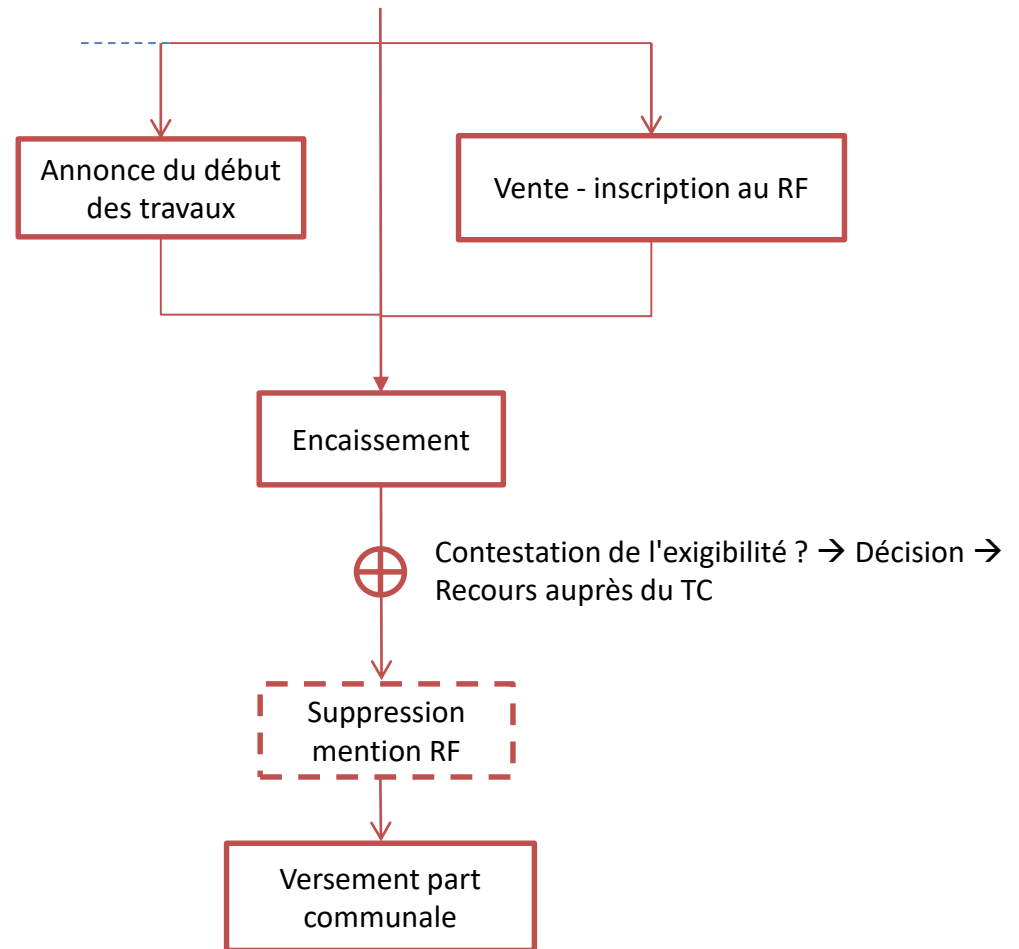 Annonce du début
des travaux
Vente - inscription au RF
Encaissement
Contestation de l'exigibilité ? → Décision →
Recours auprès du TC
Suppression
mention RF
Versement part
communale